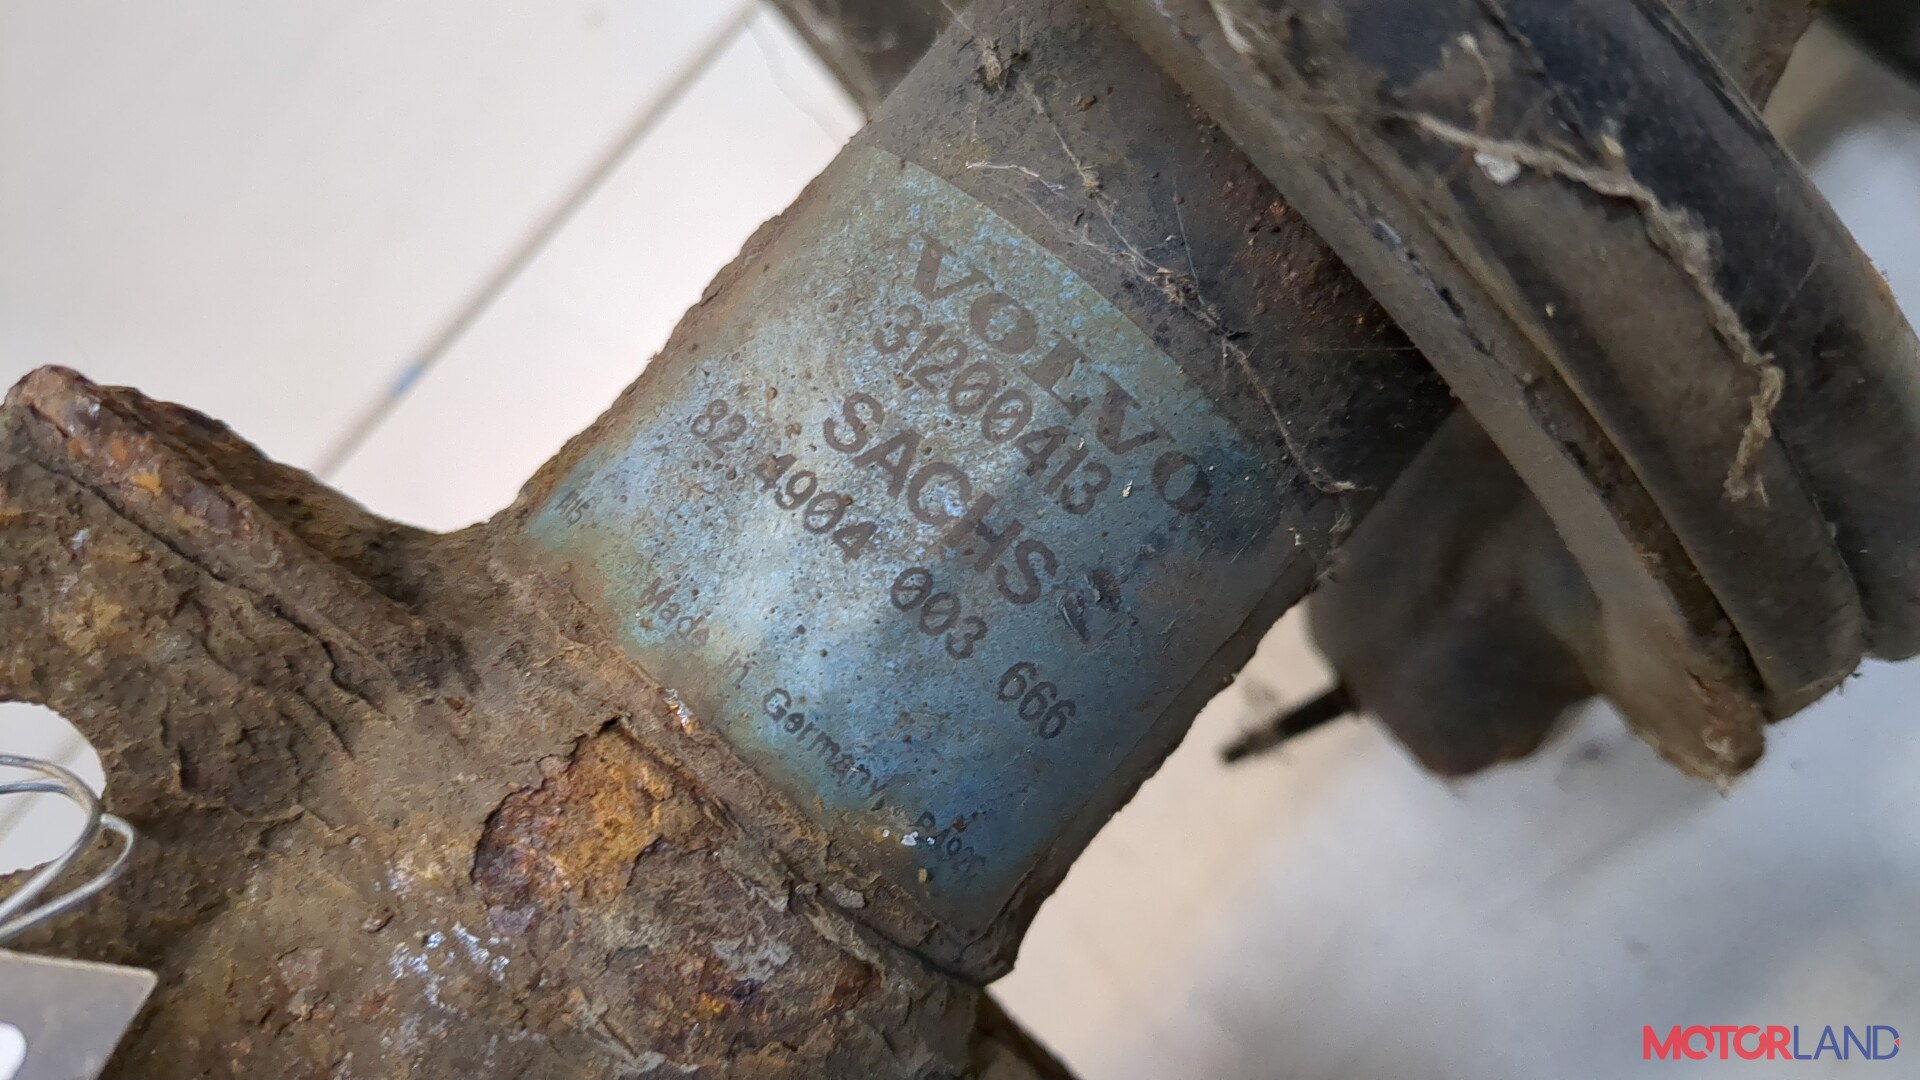 VOLVO
31200413
SACHS
82 4904 003 666
Made in Germany
MOTORLAND